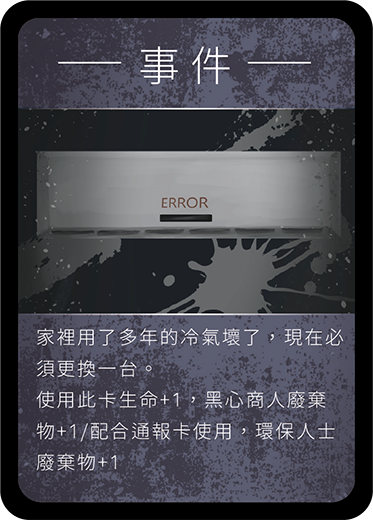 事件
ERROR
家裡用了多年的冷氣壞了，現在必
須更換一台。
使用此卡生命+1，黑心商人廢棄
物+1/配合通報卡使用，環保人士
廢棄物+1